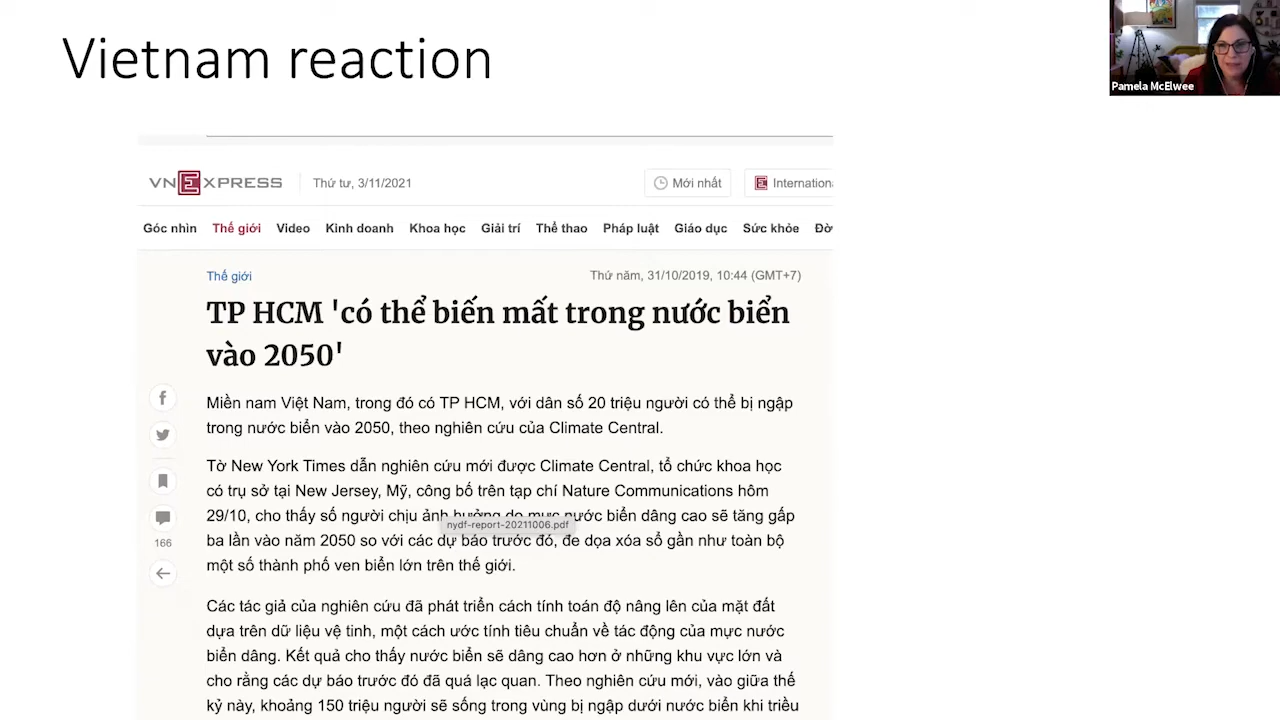 Vietnam reaction
Pamela McElwee
VNEXPRESS
Thứ tư, 3/11/2021
Mới nhất
Internationa
Góc nhìn Thế giới Video Kinh doanh Khoa học Giải trí Thể thao Pháp luật Giáo dục Sức khỏe Đờ
Thế giới
Thứ năm, 31/10/2019, 10:44 (GMT+7)
TP HCM 'có thể biến mất trong nước biển
vào 2050'
Miền nam Việt Nam, trong đó có TP HCM, với dân số 20 triệu người có thể bị ngập
trong nước biển vào 2050, theo nghiên cứu của Climate Central.
Tờ New York Times dẫn nghiên cứu mới được Climate Central, tổ chức khoa học
có trụ sở tại New Jersey, Mỹ, công bố trên tạp chí Nature Communications hôm
29/10, cho thấy số người chịu ảnh hưởng do mực nước biển dâng cao sẽ tăng gấp
nydf-report-20211006.pdf
ba lần vào năm 2050 so với các dự báo trước đó, đe dọa xóa sổ gần như toàn bộ
một số thành phố ven biển lớn trên thế giới.
166
Các tác giả của nghiên cứu đã phát triển cách tính toán độ nâng lên của mặt đất
dựa trên dữ liệu vệ tinh, một cách ước tính tiêu chuẩn về tác động của mực nước
biển dâng. Kết quả cho thấy nước biển sẽ dâng cao hơn ở những khu vực lớn và
cho rằng các dự báo trước đó đã quá lạc quan. Theo nghiên cứu mới, vào giữa thế
kỷ này, khoảng 150 triệu người sẽ sống trong vùng bị ngập dưới nước biển khi triều